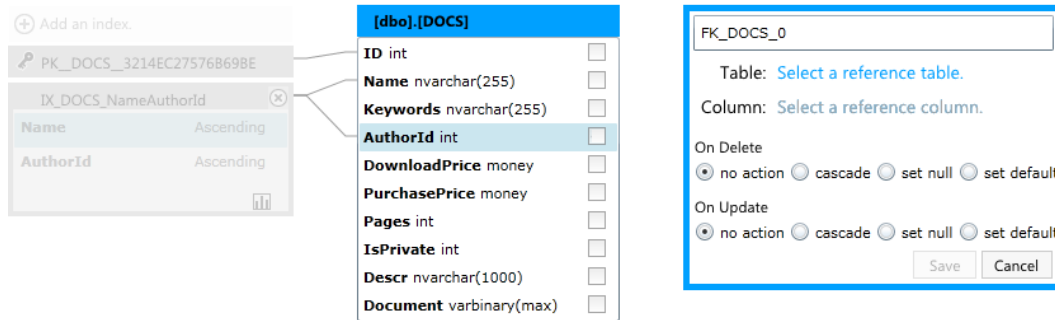 Add an index.
PK__DOCS__3214EC27576B69BE
IX_DOCS_NameAuthorId
Name Ascending
AuthorId Ascending
[dbo].[DOCS]
ID int
Name nvarchar(255)
Keywords nvarchar(255)
AuthorId int
DownloadPrice money
PurchasePrice money
Pages int
IsPrivate int
Descr nvarchar(1000)
Document varbinary(max)
FK_DOCS_0
Table: Select a reference table.
Column: Select a reference column.
On Delete
no action cascade set null set default
On Update
no action cascade set null set default
Save Cancel